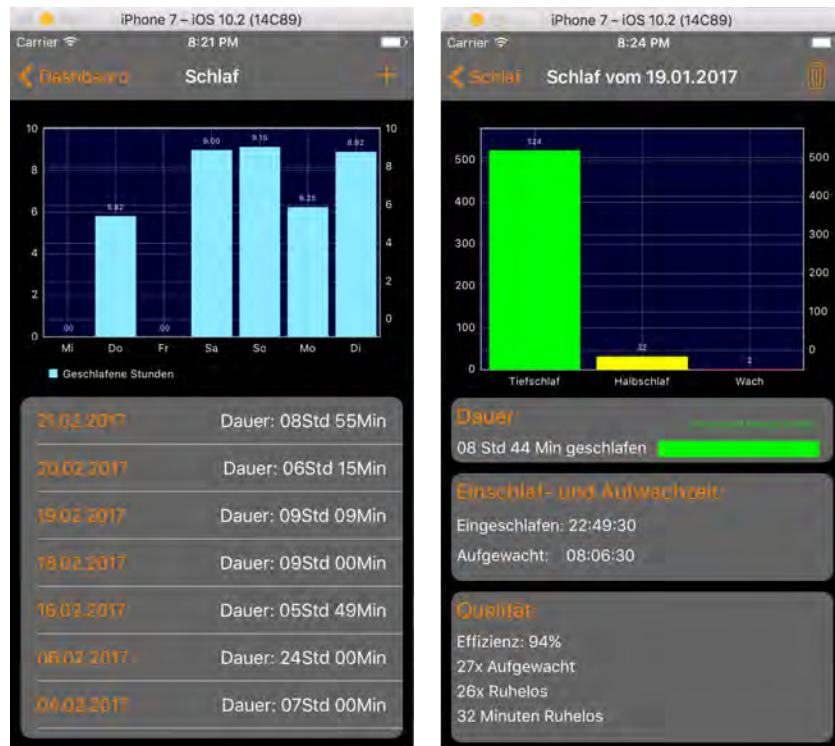 iPhone 7 – iOS 10.2 (14C89)
Carrier 8:21 PM
Dashboard Schlaf +
10 10
9.00 9.15 8.92
8 8
6 6
5.82 6.25
4 4
2 2
.00 .00
0 0
Mi Do Fr Sa So Mo Di
Geschlafene Stunden
21.02.2017 Dauer: 08Std 55Min
20.02.2017 Dauer: 06Std 15Min
19.02.2017 Dauer: 09Std 09Min
18.02.2017 Dauer: 09Std 00Min
16.02.2017 Dauer: 05Std 49Min
06.02.2017 Dauer: 24Std 00Min
04.02.2017 Dauer: 07Std 00Min
iPhone 7 – iOS 10.2 (14C89)
Carrier 8:24 PM
Schlaf Schlaf vom 19.01.2017
524
500 500
400 400
300 300
200 200
100 100
32 2
0 0
Tiefschlaf Halbschlaf Wach
Dauer:
08 Std 44 Min geschlafen
Einschlaf- und Aufwachzeit:
Eingeschlafen: 22:49:30
Aufgewacht: 08:06:30
Qualität:
Effizienz: 94%
27x Aufgewacht
26x Ruhelos
32 Minuten Ruhelos